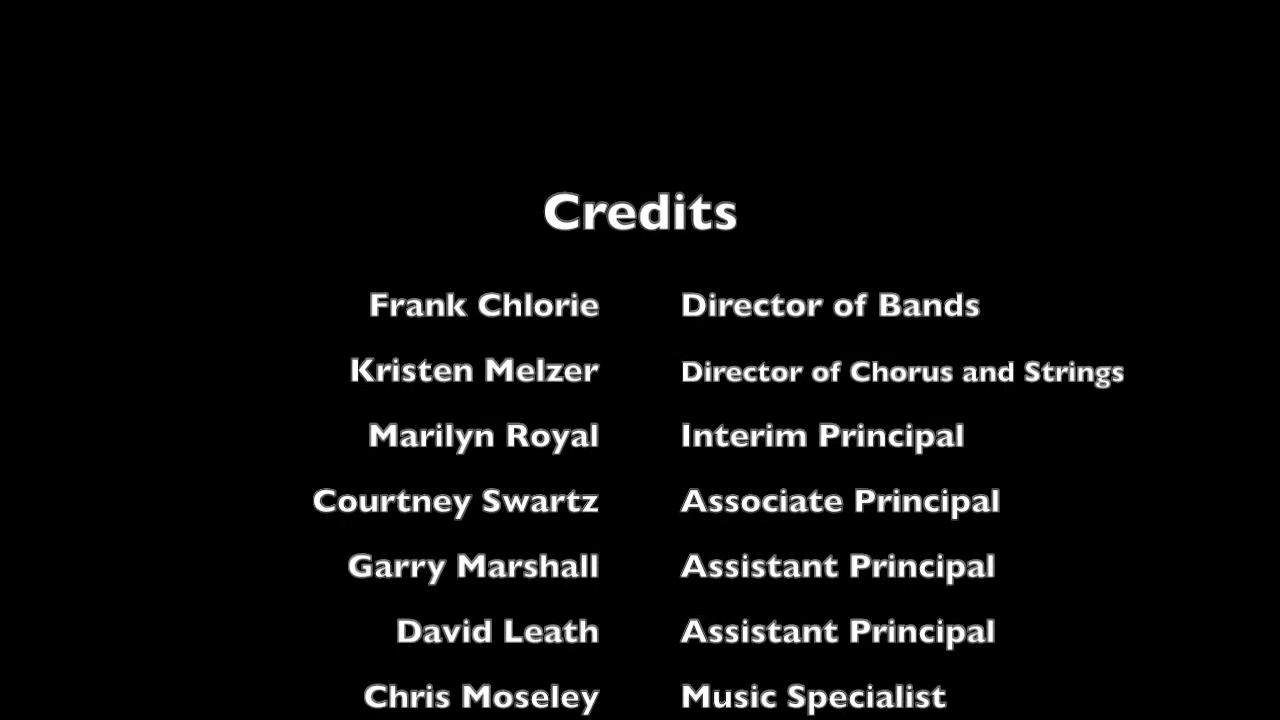 Credits
Frank Chlorie Director of Bands
Kristen Melzer Director of Chorus and Strings
Marilyn Royal Interim Principal
Courtney Swartz Associate Principal
Garry Marshall Assistant Principal
David Leath Assistant Principal
Chris Moseley Music Specialist